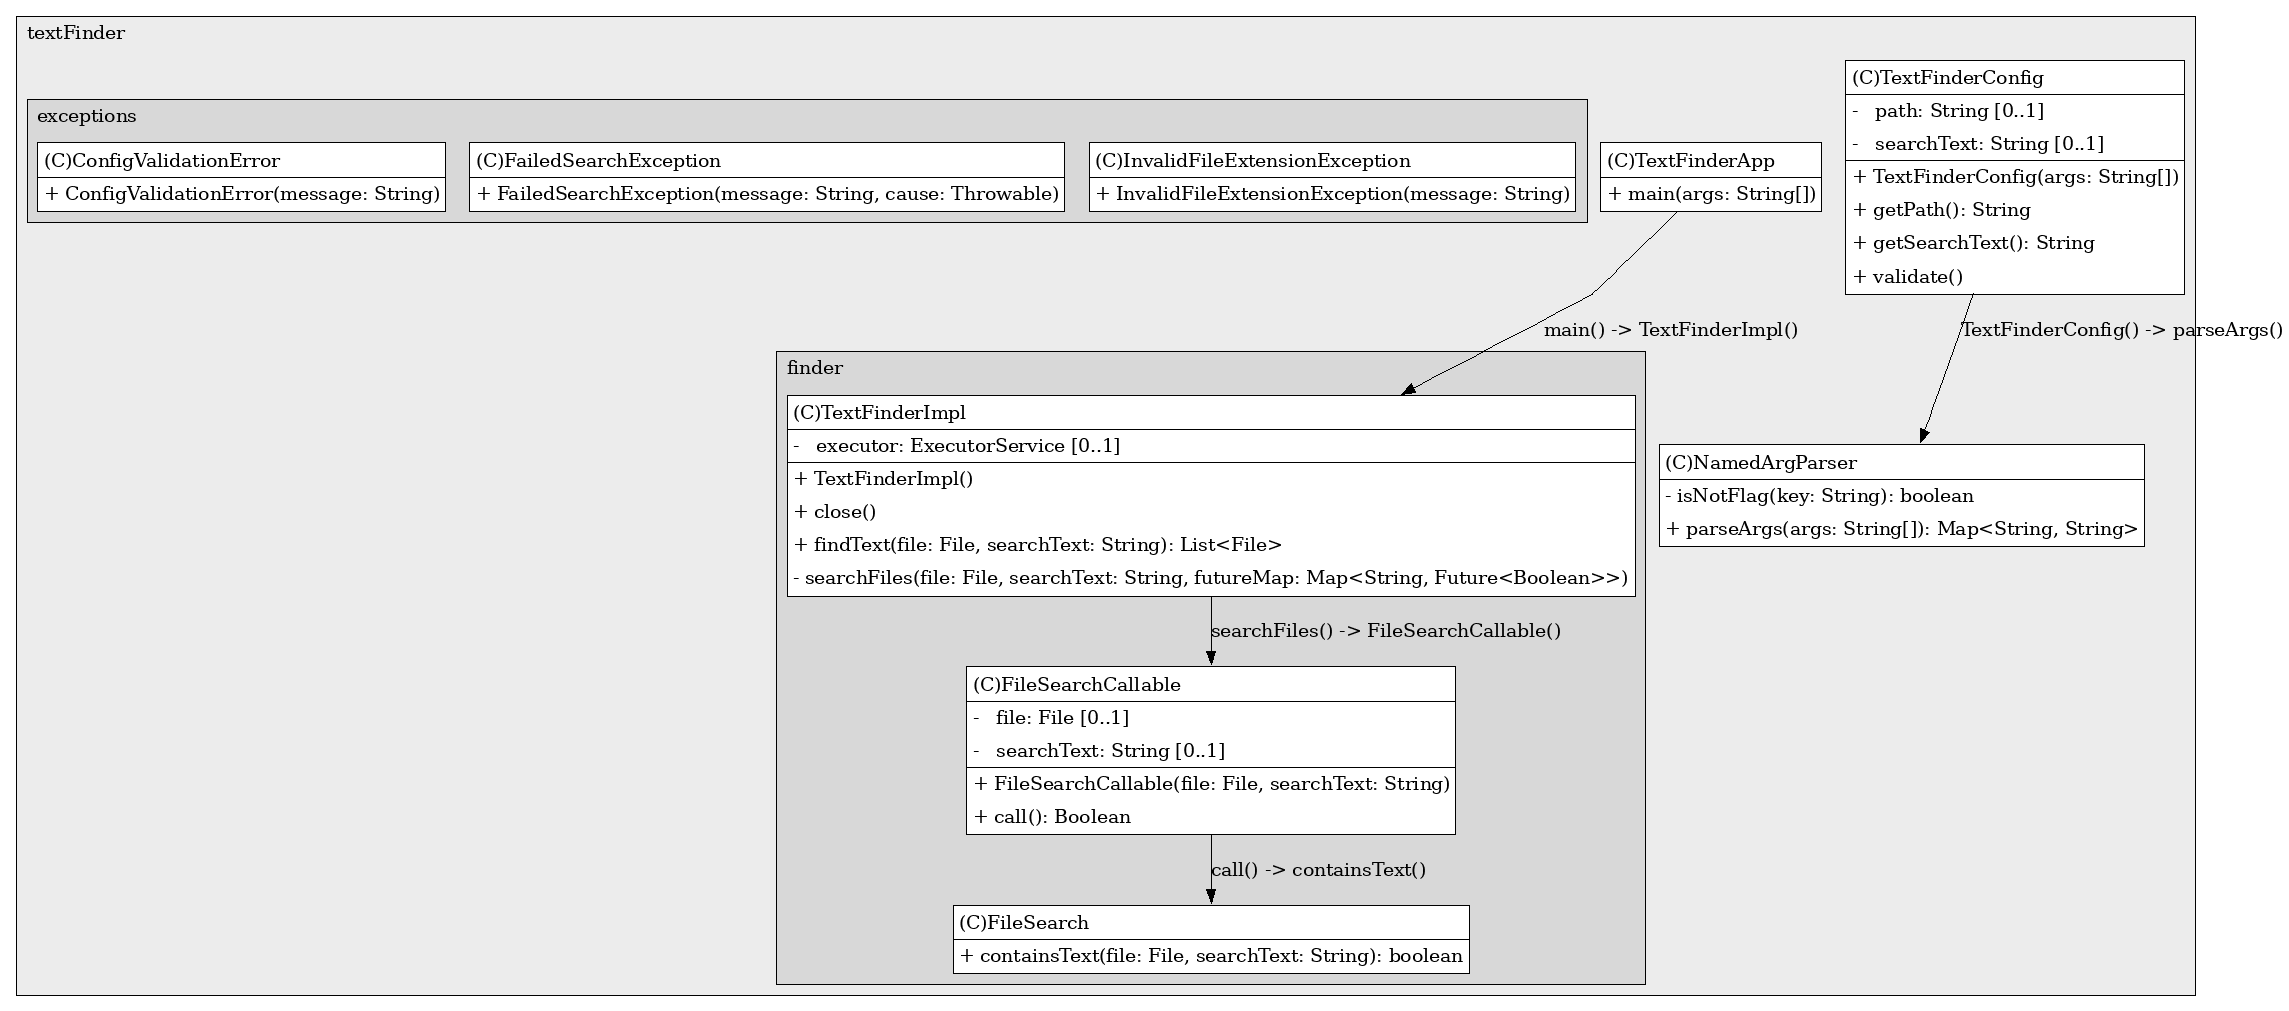 textFinder
exceptions
(C)ConfigValidationError
+ ConfigValidationError(message: String)
(C)FailedSearchException
+ FailedSearchException(message: String, cause: Throwable)
(C)InvalidFileExtensionException
+ InvalidFileExtensionException(message: String)
(C)TextFinderApp
+ main(args: String[])
(C)TextFinderConfig
- path: String [0..1]
- searchText: String [0..1]
+ TextFinderConfig(args: String[])
+ getPath(): String
+ getSearchText(): String
+ validate()
main() -> TextFinderImpl()
TextFinderConfig() -> parseArgs()
finder
(C)TextFinderImpl
- executor: ExecutorService [0..1]
+ TextFinderImpl()
+ close()
+ findText(file: File, searchText: String): List<File>
- searchFiles(file: File, searchText: String, futureMap: Map<String, Future<Boolean>>)
(C)NamedArgParser
- isNotFlag(key: String): boolean
+ parseArgs(args: String[]): Map<String, String>
searchFiles() -> FileSearchCallable()
(C)FileSearchCallable
- file: File [0..1]
- searchText: String [0..1]
+ FileSearchCallable(file: File, searchText: String)
+ call(): Boolean
call() -> containsText()
(C)FileSearch
+ containsText(file: File, searchText: String): boolean